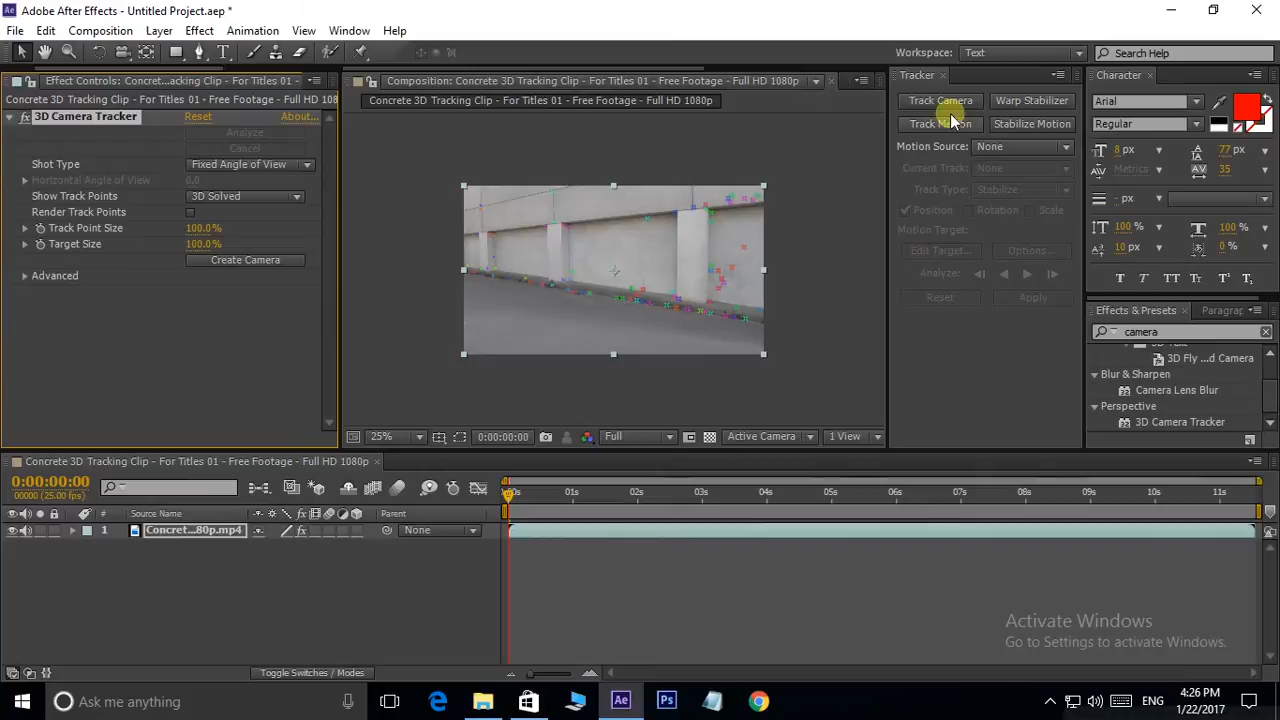 Adobe After Effects - Untitled Project.aep *
File Edit Composition Layer Effect Animation View Window Help
Workspace: Text Search Help
Effect Controls: Concret...acking Clip - For Titles 01 -
Composition: Concrete 3D Tracking Clip - For Titles 01 - Free Footage - Full HD 1080p
Tracker
Character
Concrete 3D Tracking Clip - For Titles 01 - Free Footage - Full HD 108
Concrete 3D Tracking Clip - For Titles 01 - Free Footage - Full HD 1080p
Track Camera Warp Stabilizer
Arial
fx 3D Camera Tracker Reset About...
Track Motion Stabilize Motion
Regular
Analyze
Cancel
Motion Source: None
8 px 77 px
Shot Type Fixed Angle of View
Current Track:
Metrics 35
Horizontal Angle of View 0.0
Track Type: Stabilize
Show Track Points 3D Solved
- px
Render Track Points
Position Rotation Scale
Track Point Size 100.0%
Motion Target:
100 % 100 %
Target Size 100.0%
Edit Target... Options...
10 px 0 %
Create Camera
Analyze:
T T TT Tr T T
Advanced
Reset Apply
Effects & Presets Paragrap
camera
3D Text
3D Fly ...d Camera
Blur & Sharpen
Camera Lens Blur
Perspective
3D Camera Tracker
25% 0:00:00:00 Full Active Camera 1 View
Concrete 3D Tracking Clip - For Titles 01 - Free Footage - Full HD 1080p
0:00:00:00
00000 (25.00 fps)
00s 01s 02s 03s 04s 05s 06s 07s 08s 09s 10s 11s
# Source Name fx Parent
1 Concret...80p.mp4 fx None
Activate Windows
Go to Settings to activate Windows.
Toggle Switches / Modes
Ask me anything
Ae Ps
ENG
4:26 PM
1/22/2017